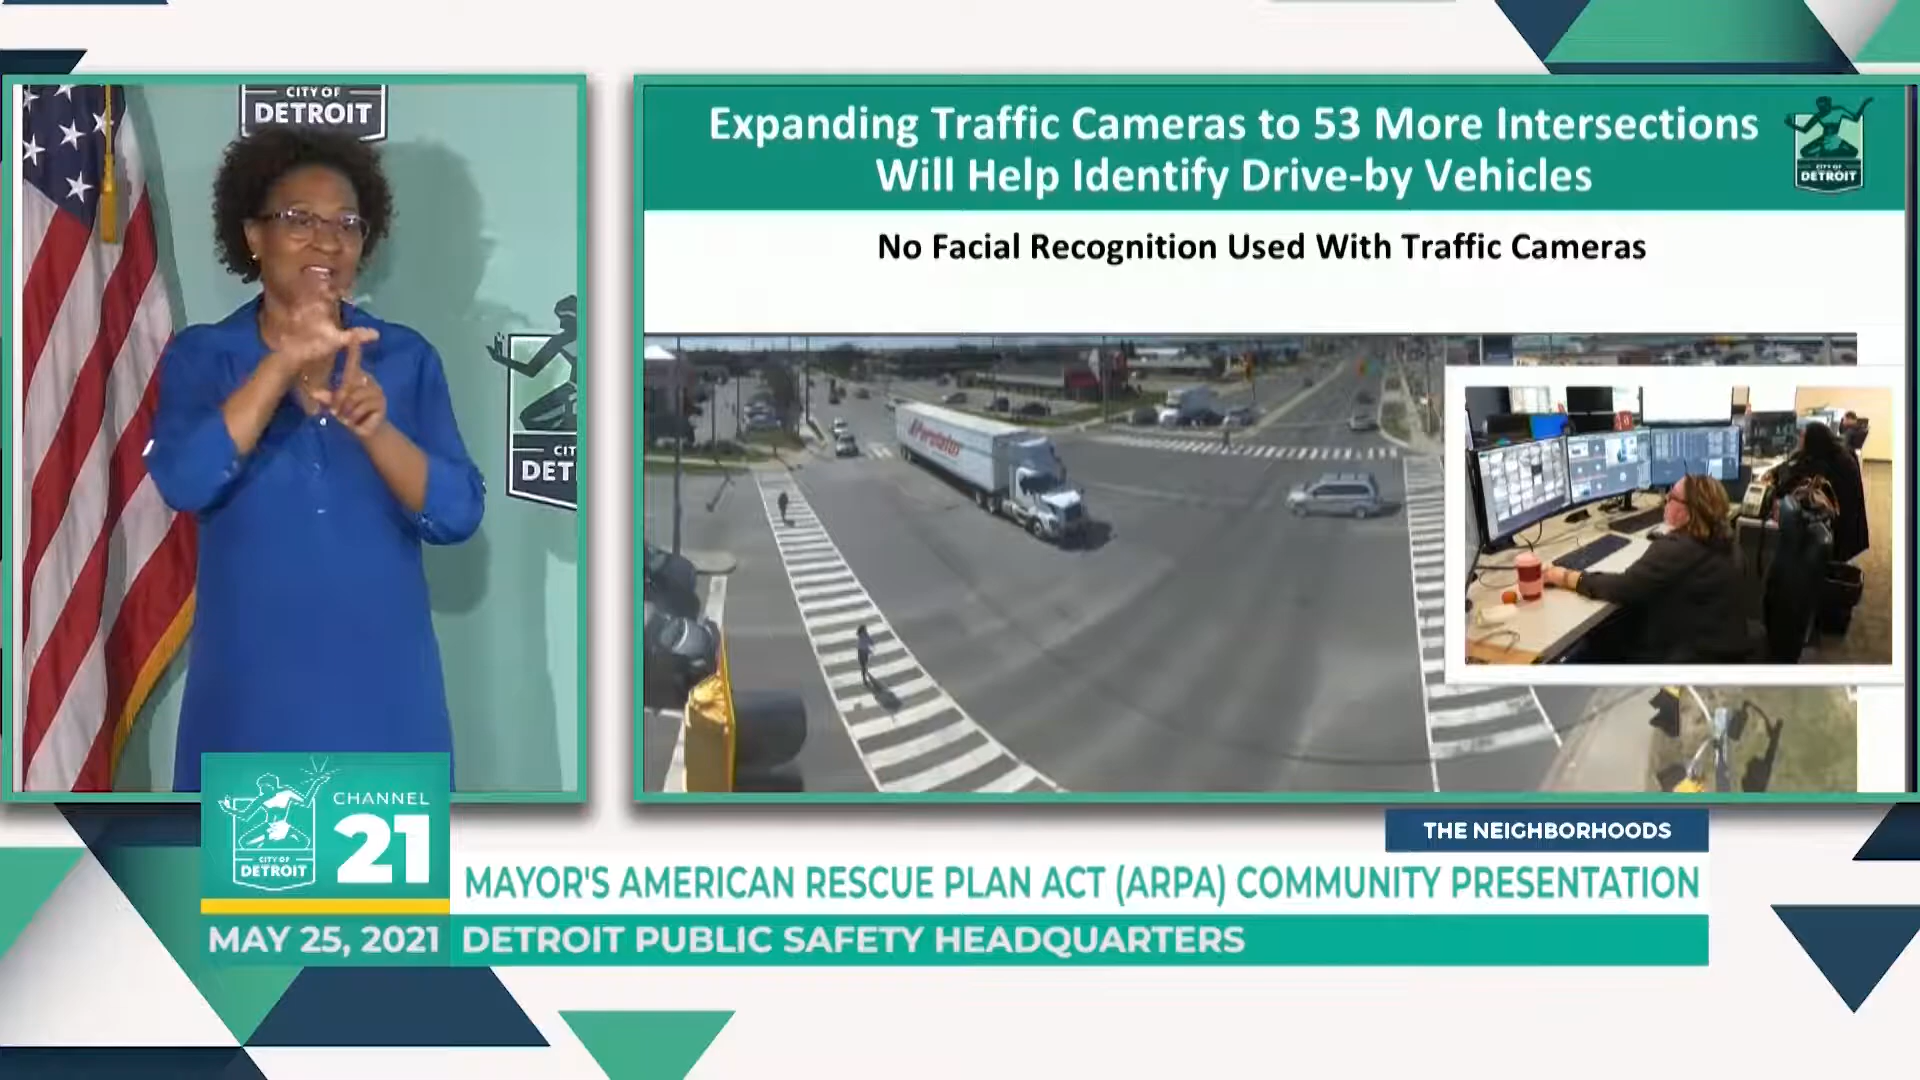 CITY OF
DETROIT
CIT
DET
Expanding Traffic Cameras to 53 More Intersections
Will Help Identify Drive-by Vehicles
CITY OF
DETROIT
No Facial Recognition Used With Traffic Cameras
Purolator
THE NEIGHBORHOODS
CHANNEL
21
CITY OF
DETROIT
MAYOR'S AMERICAN RESCUE PLAN ACT (ARPA) COMMUNITY PRESENTATION
MAY 25, 2021
DETROIT PUBLIC SAFETY HEADQUARTERS